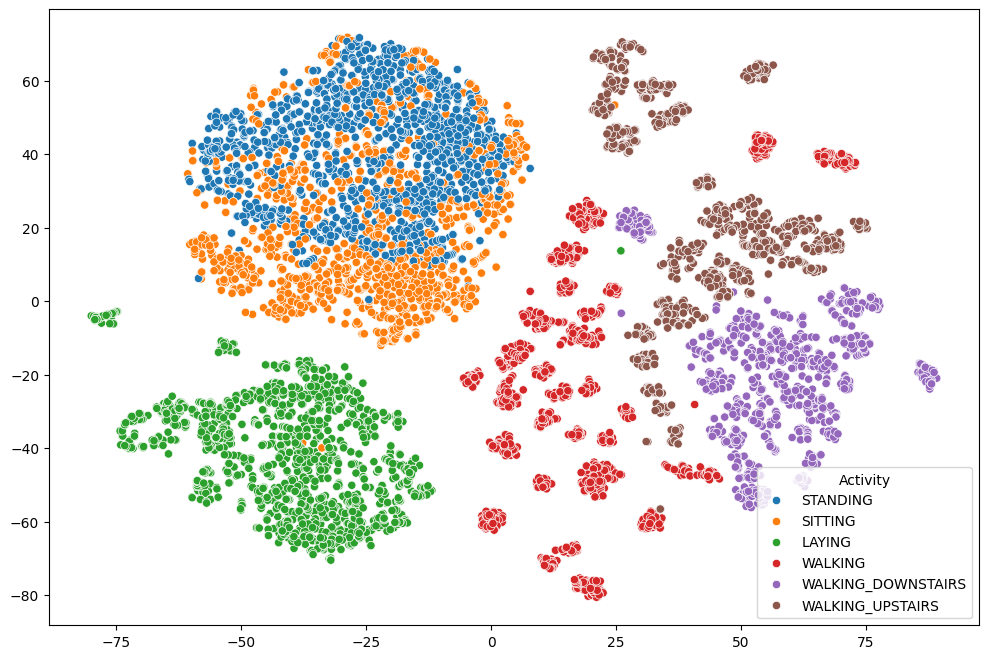 60
40
20
0
−20
−40
−60
−80
−75
−50
−25
0
25
50
75
Activity
STANDING
SITTING
LAYING
WALKING
WALKING_DOWNSTAIRS
WALKING_UPSTAIRS